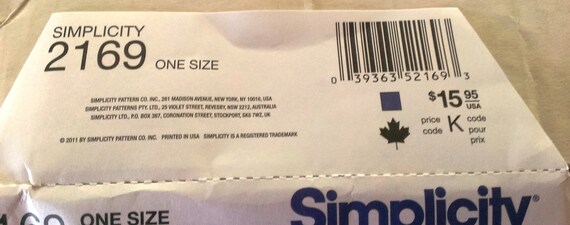 SIMPLICITY
2169 ONE SIZE
0 39363 52169 3
$15.95
USA
price code K code pour prix
SIMPLICITY PATTERN CO. INC., 261 MADISON AVENUE, NEW YORK, NY 10016, USA
SIMPLICITY PATTERNS PTY. LTD., 25 VIOLET STREET, REVESBY, NSW 2212, AUSTRALIA
SIMPLICITY LTD., P.O. BOX 367, CORONATION STREET, STOCKPORT, GK5 7WZ, UK
© 2011 BY SIMPLICITY PATTERN CO. INC. PRINTED IN USA SIMPLICITY IS A REGISTERED TRADEMARK
169 ONE SIZE
Simplicity®